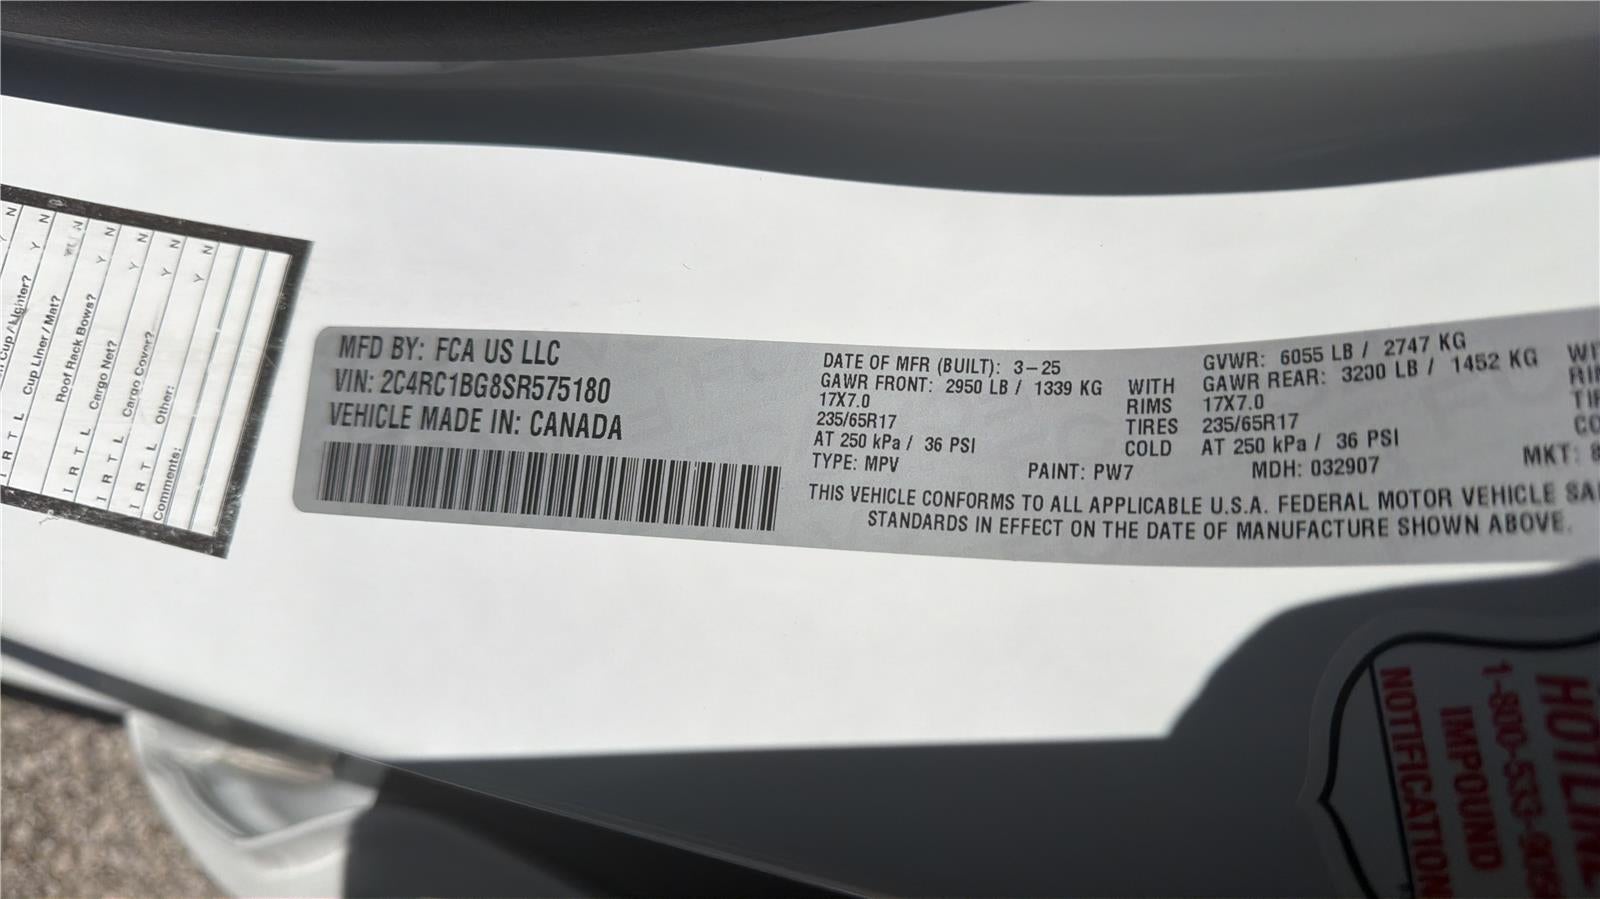 Cup / Lighter? Y N
I R T L Cup Liner / Mat? Y N
Roof Rack Bows? Y N
I R T L Cargo Net? Y N
I R T L Cargo Cover? Y N
I R T L Other: Y N
Comments: Y N
MFD BY: FCA US LLC
VIN: 2C4RC1BG8SR575180
VEHICLE MADE IN: CANADA
DATE OF MFR (BUILT): 3-25 GVWR: 6055 LB / 2747 KG
GAWR FRONT: 2950 LB / 1339 KG WITH GAWR REAR: 3200 LB / 1452 KG
17X7.0 RIMS 17X7.0
235/65R17 TIRES 235/65R17
AT 250 kPa / 36 PSI COLD AT 250 kPa / 36 PSI
TYPE: MPV PAINT: PW7 MDH: 032907 MKT:
THIS VEHICLE CONFORMS TO ALL APPLICABLE U.S.A. FEDERAL MOTOR VEHICLE
STANDARDS IN EFFECT ON THE DATE OF MANUFACTURE SHOWN ABOVE.
HOTLINE
1-800-533-
IMPOUND
NOTIFICATION